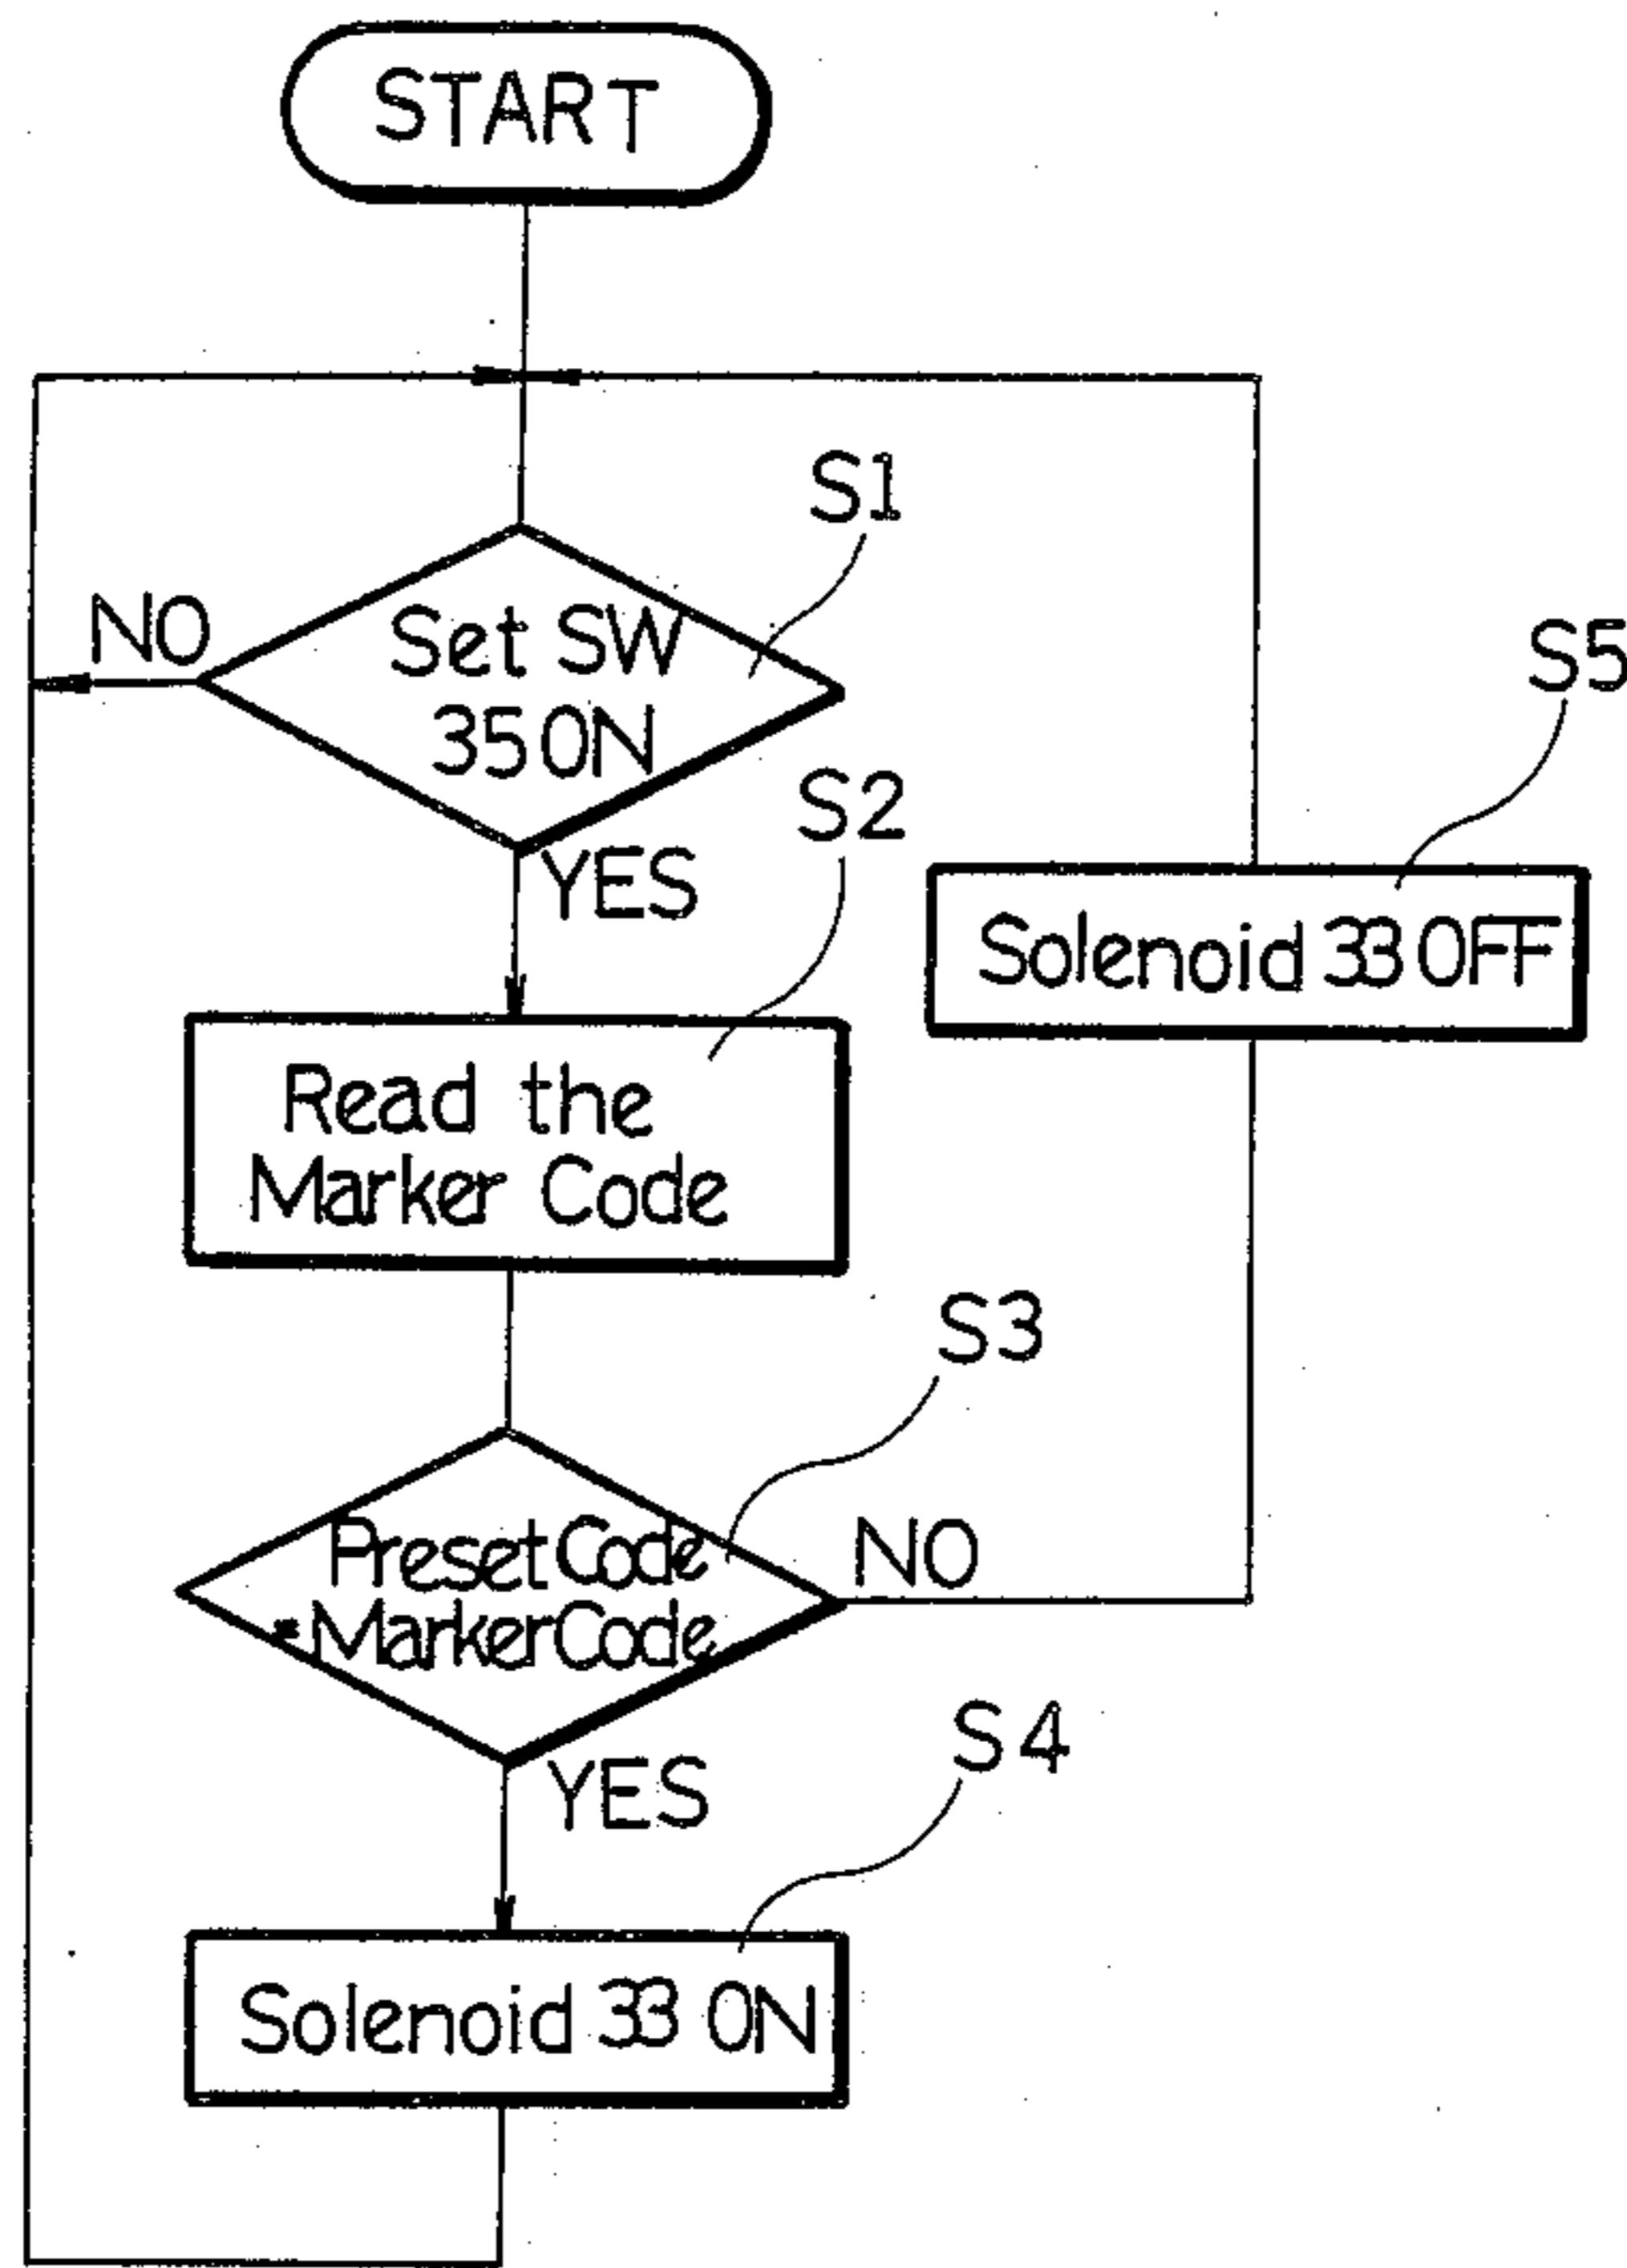 START
S1
NO
Set SW
35 ON
YES
S2
S5
Solenoid 33 OFF
Read the
Marker Code
S3
Preset Code
=Marker Code
NO
YES
S4
Solenoid 33 ON